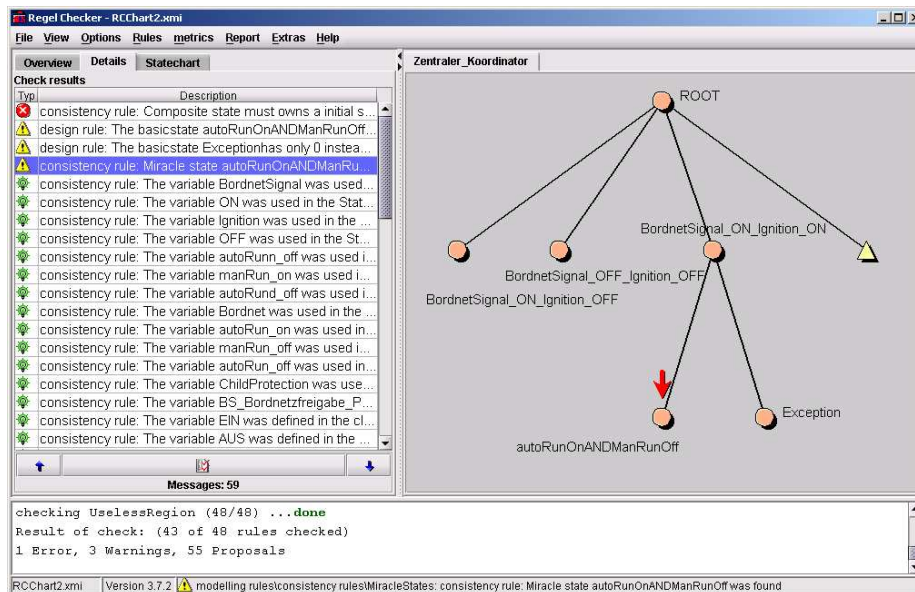 Regel Checker - RCChart2.xmi
File View Options Rules metrics Report Extras Help
Overview Details Statechart
Check results
Typ Description
consistency rule: Composite state must owns a initial s...
design rule: The basicstate autoRunOnANDManRunOff...
design rule: The basicstate Exceptionhas only 0 instea...
consistency rule: Miracle state autoRunOnANDManRu...
consistency rule: The variable BordnetSignal was used...
consistency rule: The variable ON was used in the Stat...
consistency rule: The variable Ignition was used in the ...
consistency rule: The variable OFF was used in the St...
consistency rule: The variable autoRunn_off was used i...
consistency rule: The variable manRun_on was used i...
consistency rule: The variable autoRund_off was used i...
consistency rule: The variable Bordnet was used in the ...
consistency rule: The variable autoRun_on was used in...
consistency rule: The variable manRun_off was used i...
consistency rule: The variable autoRun_off was used in...
consistency rule: The variable ChildProtection was use...
consistency rule: The variable BS_Bordnetzfreigabe_P...
consistency rule: The variable EIN was defined in the cl...
consistency rule: The variable AUS was defined in the ...
Messages: 59
Zentraler_Koordinator
ROOT
BordnetSignal_ON_Ignition_ON
BordnetSignal_OFF_Ignition_OFF
BordnetSignal_ON_Ignition_OFF
Exception
autoRunOnANDManRunOff
checking UselessRegion (48/48) ...done
Result of check: (43 of 48 rules checked)
1 Error, 3 Warnings, 55 Proposals
RCChart2.xmi Version 3.7.2 modelling rules\consistency rules\MiracleStates: consistency rule: Miracle state autoRunOnANDManRunOff was found